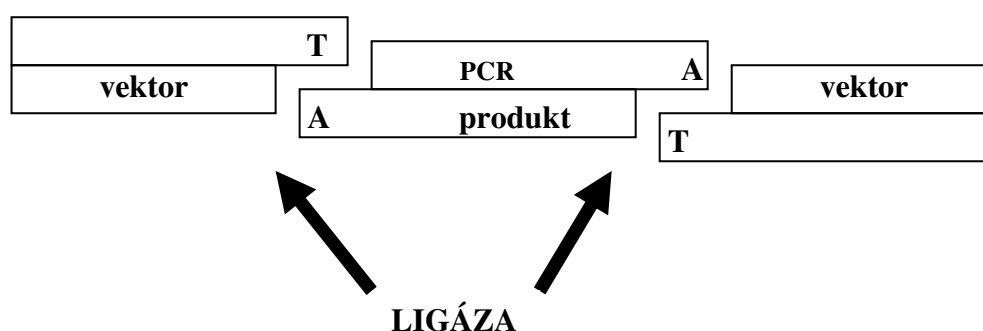 T
PCR A
vektor vektor
A produkt
T
LIGÁZA